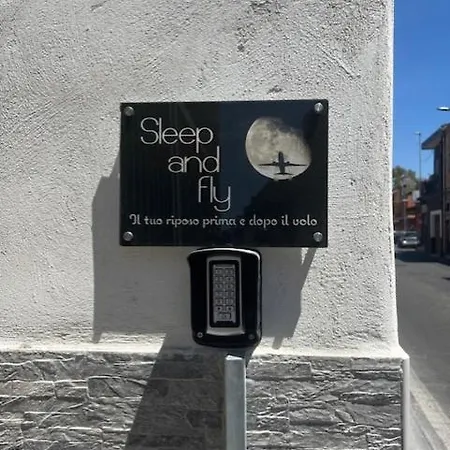 Sleep
and
fly
Il tuo riposo prima e dopo il volo